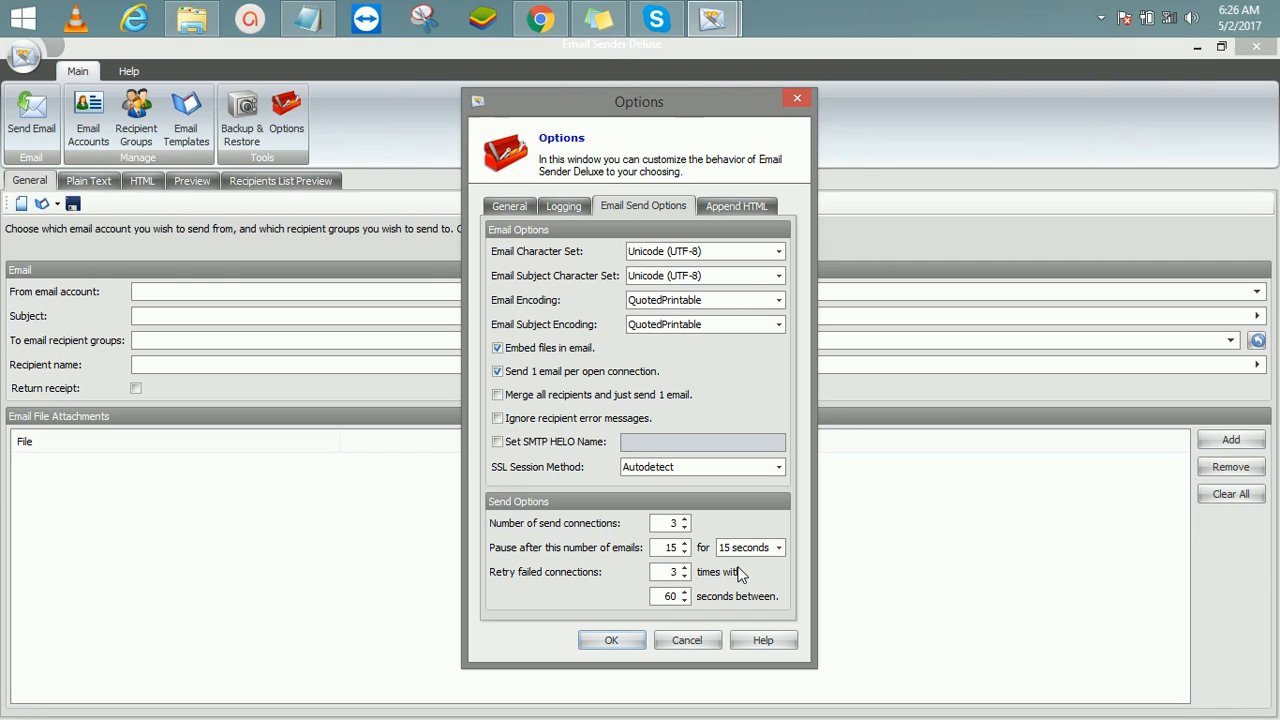 6:26 AM
5/2/2017
Email Sender Deluxe
Main
Help
Send Email
Email Accounts
Recipient Groups
Email Templates
Backup & Restore
Options
Email
Manage
Tools
General
Plain Text
HTML
Preview
Recipients List Preview
Choose which email account you wish to send from, and which recipient groups you wish to send to.
Email
From email account:
Subject:
To email recipient groups:
Recipient name:
Return receipt:
Email File Attachments
File
Add
Remove
Clear All
Options
Options
In this window you can customize the behavior of Email
Sender Deluxe to your choosing.
General
Logging
Email Send Options
Append HTML
Email Options
Email Character Set: Unicode (UTF-8)
Email Subject Character Set: Unicode (UTF-8)
Email Encoding: QuotedPrintable
Email Subject Encoding: QuotedPrintable
Embed files in email.
Send 1 email per open connection.
Merge all recipients and just send 1 email.
Ignore recipient error messages.
Set SMTP HELO Name:
SSL Session Method: Autodetect
Send Options
Number of send connections: 3
Pause after this number of emails: 15 for 15 seconds
Retry failed connections: 3 times with
60 seconds between.
OK
Cancel
Help